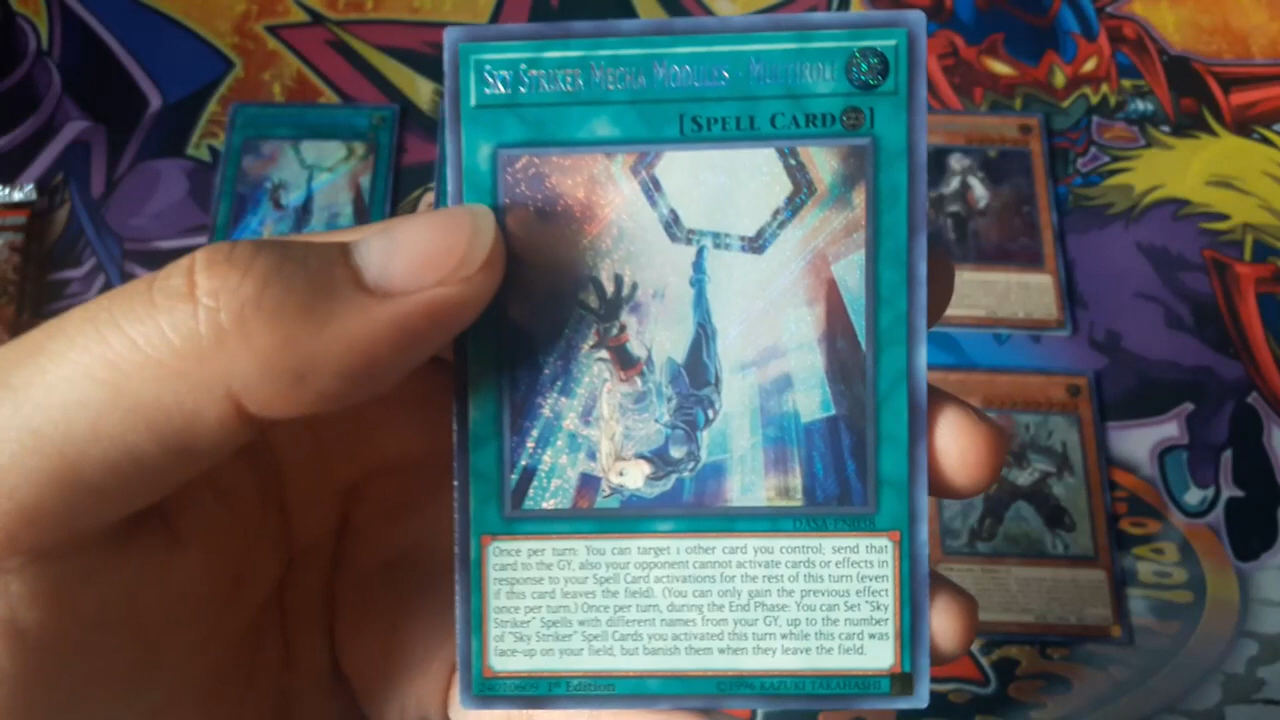 SKY STRIKER MECHA MODULES - MULTIROLE
[SPELL CARD]
DASA-EN038
Once per turn: You can target 1 other card you control; send that
card to the GY, also your opponent cannot activate cards or effects in
response to your Spell Card activations for the rest of this turn (even
if this card leaves the field). (You can only gain the previous effect
once per turn.) Once per turn, during the End Phase: You can Set "Sky
Striker" Spells with different names from your GY, up to the number
of "Sky Striker" Spell Cards you activated this turn while this card was
face-up on your field, but banish them when they leave the field.
24010609 1st Edition
©1996 KAZUKI TAKAHASHI